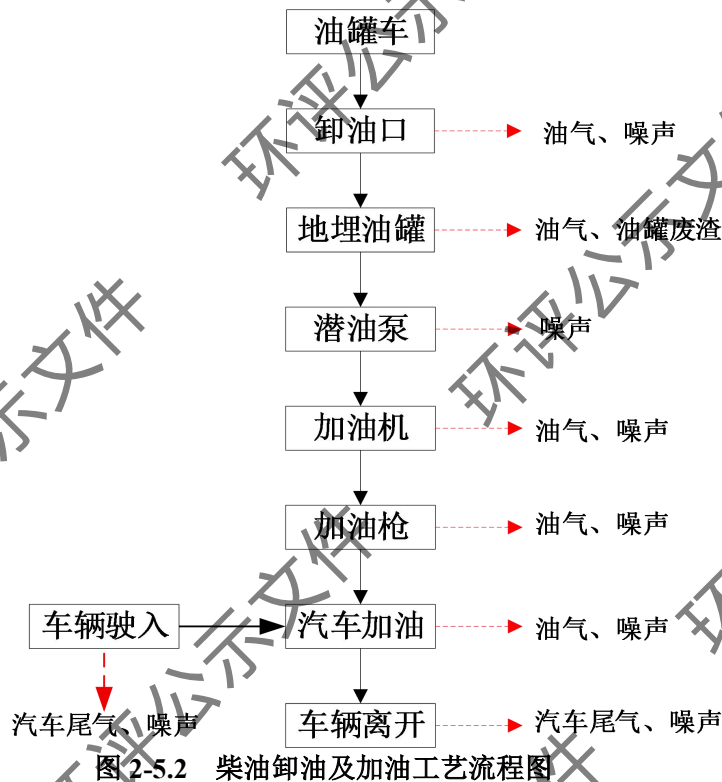 油罐车
卸油口
油气、噪声
地埋油罐
油气、油罐废渣
潜油泵
噪声
加油机
油气、噪声
加油枪
油气、噪声
车辆驶入
汽车加油
油气、噪声
汽车尾气、噪声
车辆离开
汽车尾气、噪声
图 2-5.2 柴油卸油及加油工艺流程图
环评公示文件
环评公示文件
示文件
环评公示文件
环